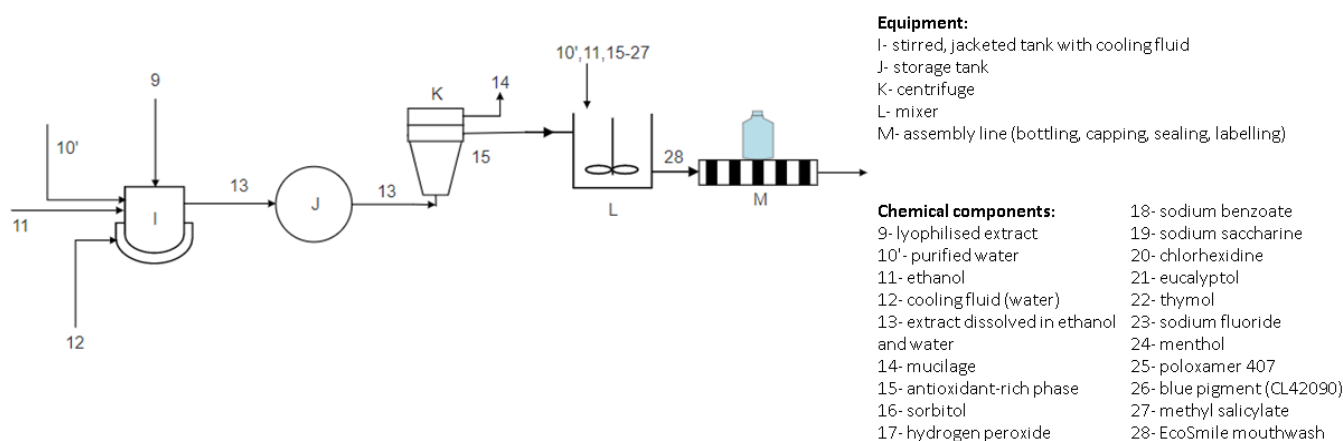 9
10'
11
12
I
13
J
13
K
14
15
10',11,15-27
L
28
M
Equipment:
I- stirred, jacketed tank with cooling fluid
J- storage tank
K- centrifuge
L- mixer
M- assembly line (bottling, capping, sealing, labelling)
Chemical components:
9- lyophilised extract
10'- purified water
11- ethanol
12- cooling fluid (water)
13- extract dissolved in ethanol
and water
14- mucilage
15- antioxidant-rich phase
16- sorbitol
17- hydrogen peroxide
18- sodium benzoate
19- sodium saccharine
20- chlorhexidine
21- eucalyptol
22- thymol
23- sodium fluoride
24- menthol
25- poloxamer 407
26- blue pigment (CL42090)
27- methyl salicylate
28- EcoSmile mouthwash